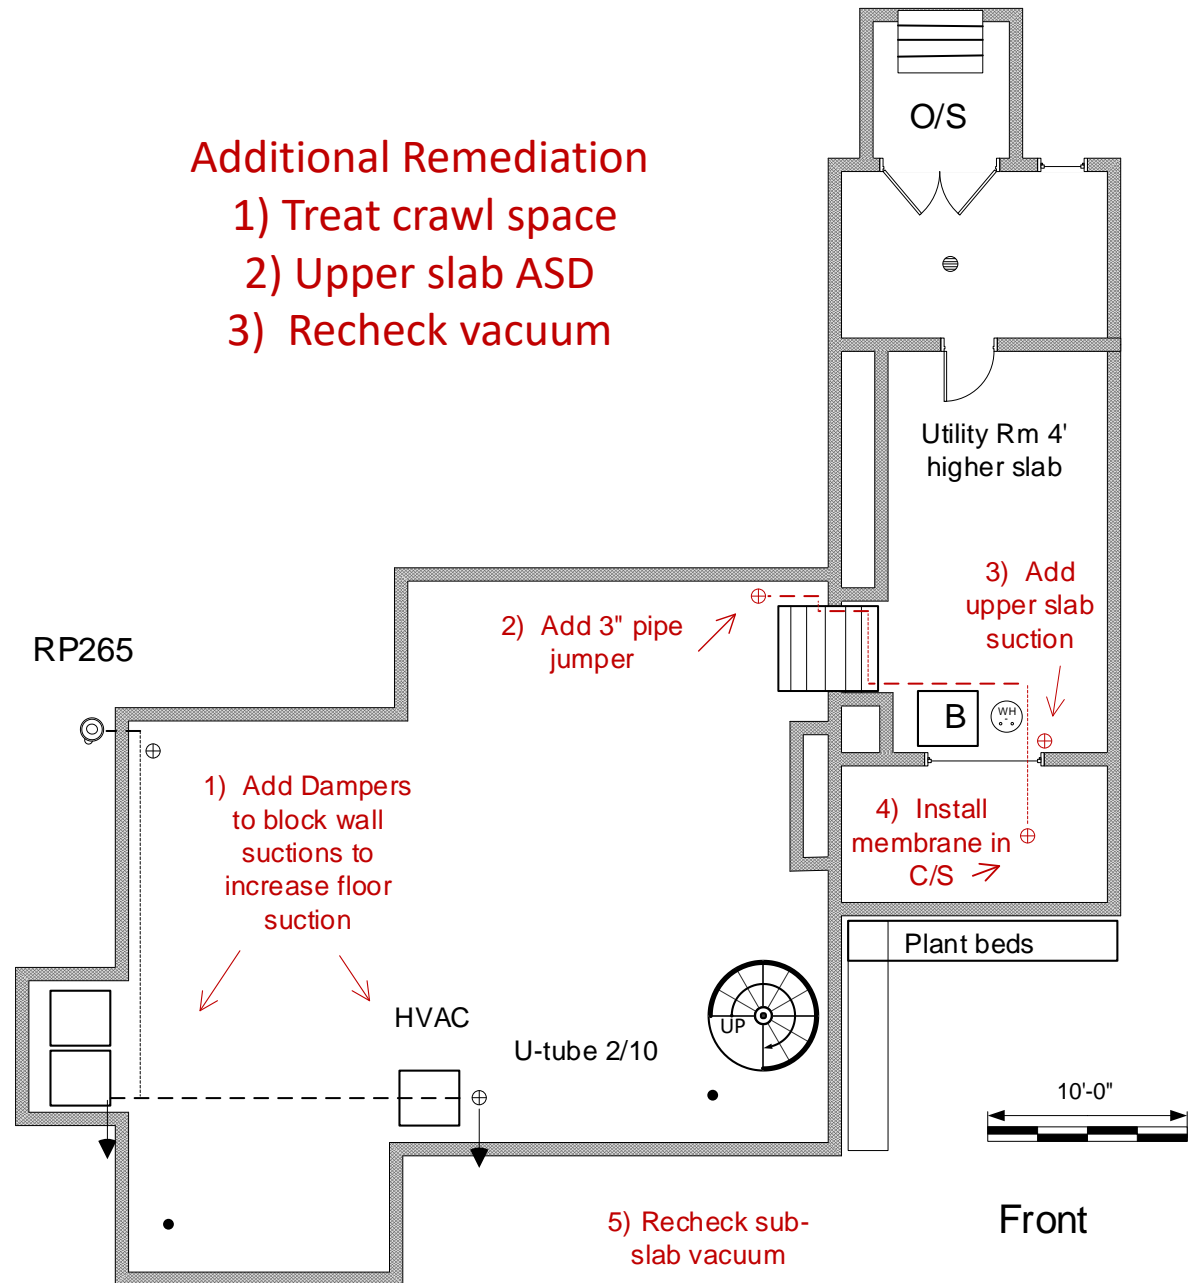 O/S
Additional Remediation
1) Treat crawl space
2) Upper slab ASD
3) Recheck vacuum
Utility Rm 4'
higher slab
3) Add
upper slab
suction
2) Add 3" pipe
jumper
RP265
B
WH
1) Add Dampers
to block wall
suctions to
increase floor
suction
4) Install
membrane in
C/S
Plant beds
HVAC
UP
U-tube 2/10
10'-0"
Front
5) Recheck sub-
slab vacuum